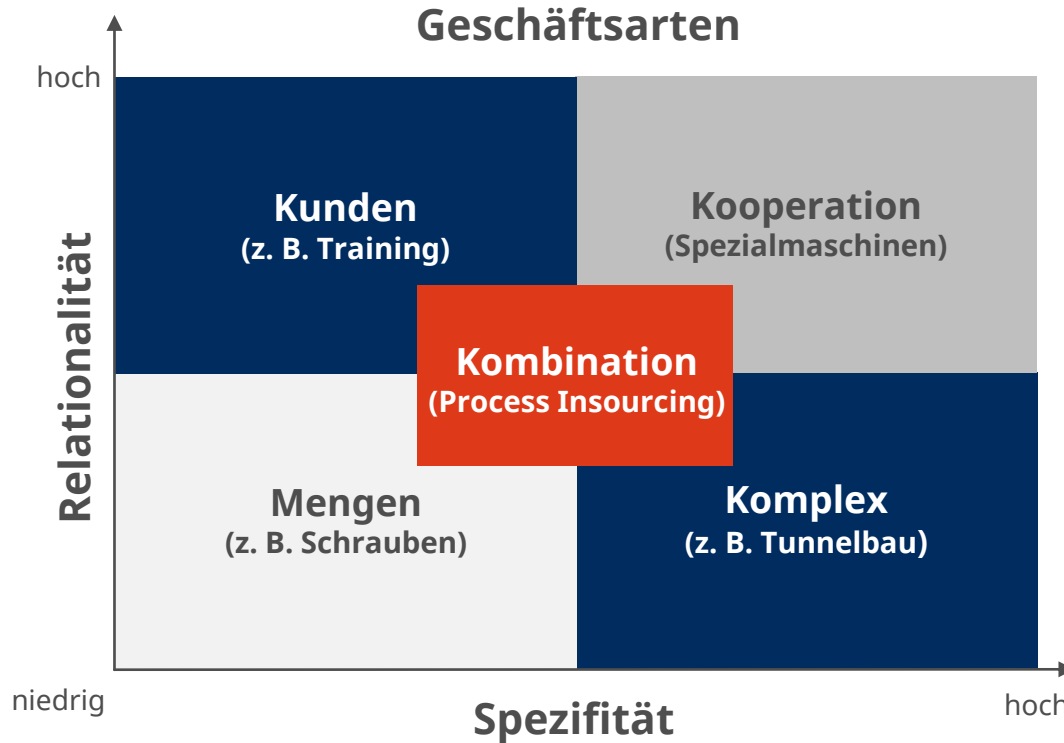 Geschäftsarten
hoch
Kunden
(z. B. Training)
Kooperation
(Spezialmaschinen)
Relationalität
Kombination
(Process Insourcing)
Mengen
(z. B. Schrauben)
Komplex
(z. B. Tunnelbau)
niedrig
Spezifität
hoch